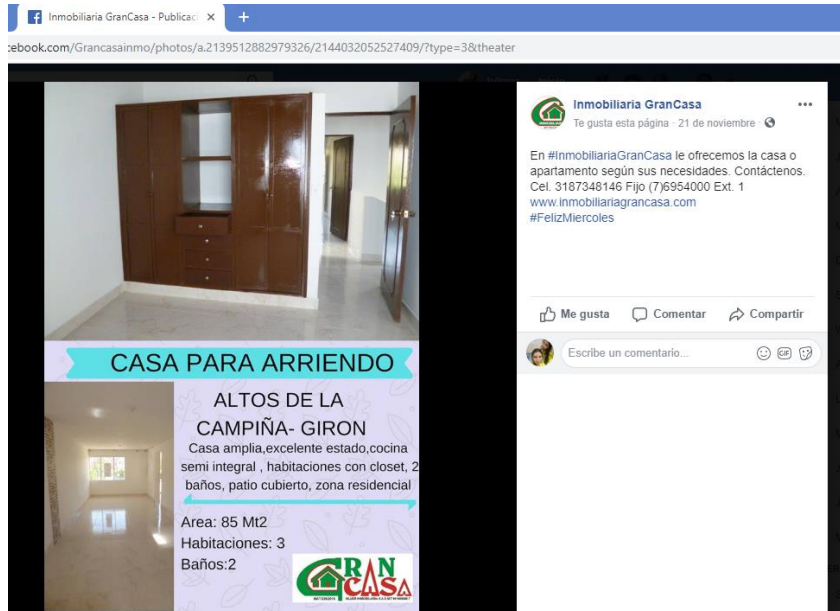 Inmobiliaria GranCasa - Publicaci
cebook.com/Grancasainmo/photos/a.2139512882979326/2144032052527409/?type=3&theater
CASA PARA ARRIENDO
ALTOS DE LA
CAMPIÑA- GIRON
Casa amplia,excelente estado,cocina
semi integral , habitaciones con closet, 2
baños, patio cubierto, zona residencial
Area: 85 Mt2
Habitaciones: 3
Baños:2
GRAN
CASA
Inmobiliaria GranCasa
Te gusta esta página · 21 de noviembre ·
En #InmobiliariaGranCasa le ofrecemos la casa o
apartamento según sus necesidades. Contáctenos.
Cel. 3187348146 Fijo (7)6954000 Ext. 1
www.inmobiliariagrancasa.com
#FelizMiercoles
Me gusta Comentar Compartir
Escribe un comentario... GIF